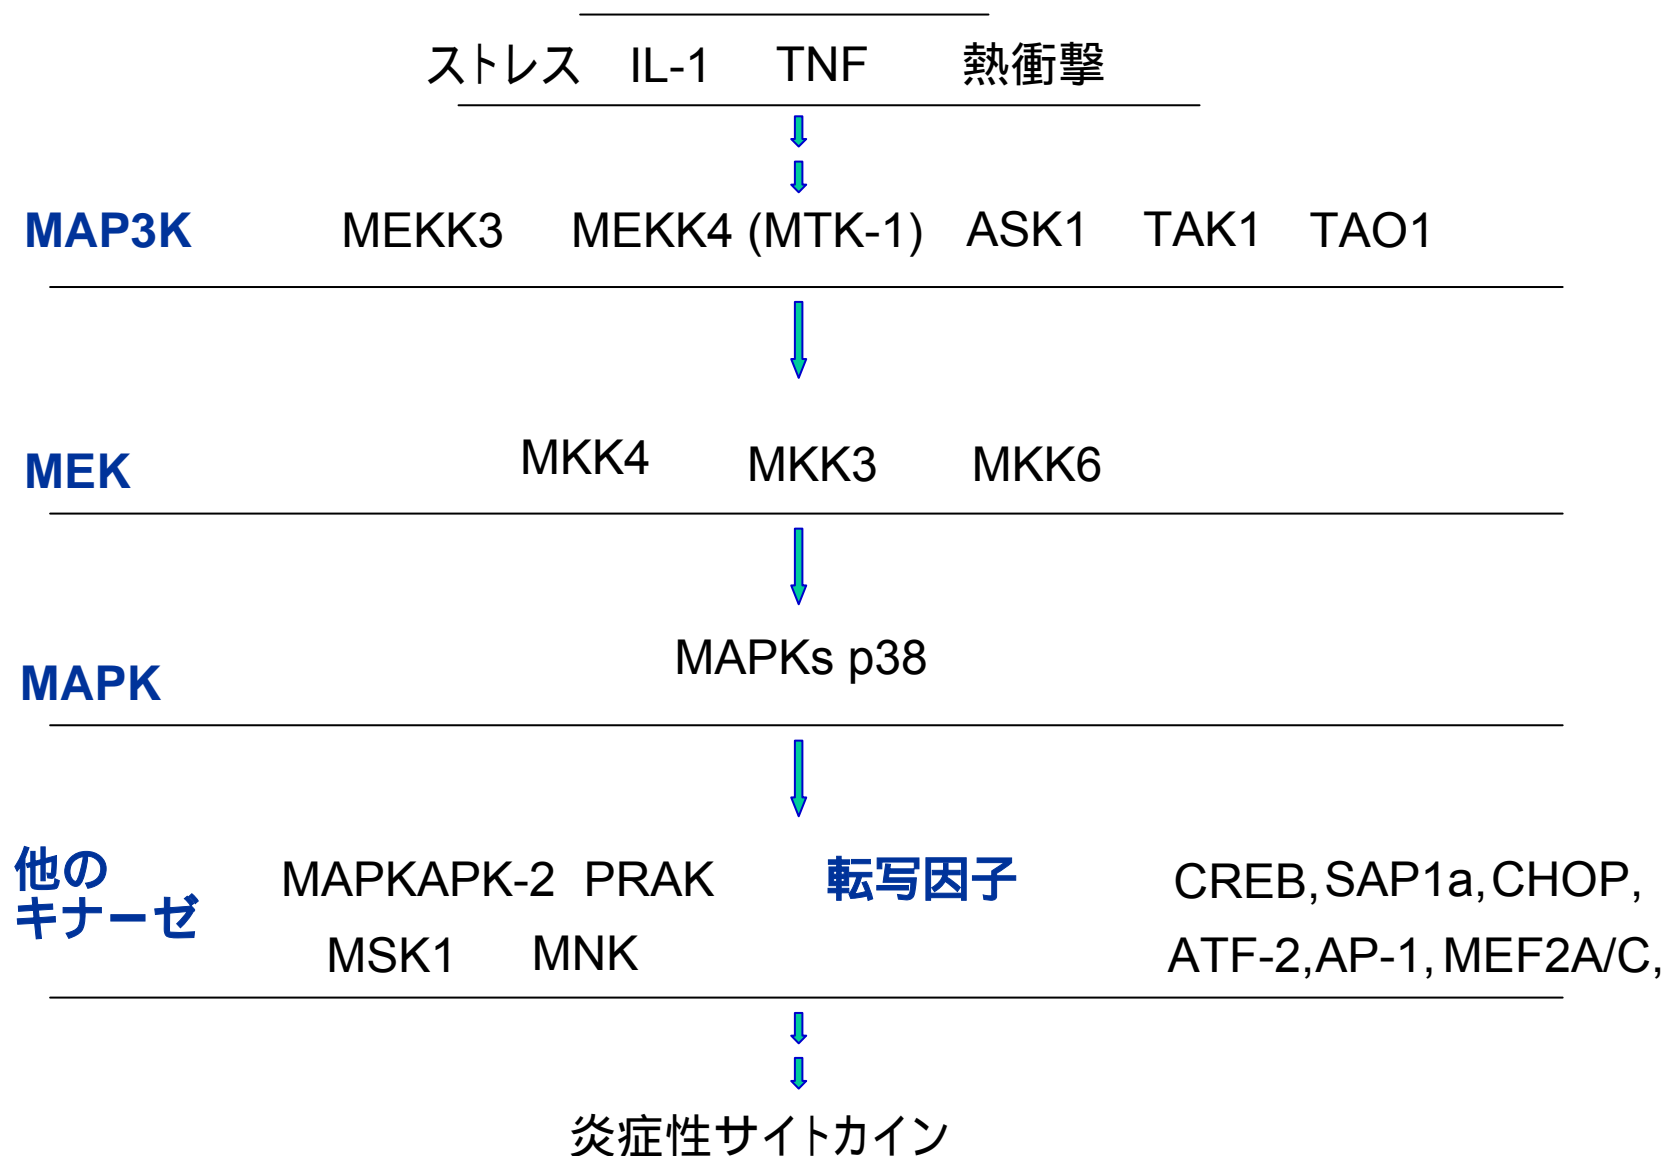 ストレス IL-1 TNF 熱衝撃
MAP3K MEKK3 MEKK4 (MTK-1) ASK1 TAK1 TAO1
MEK MKK4 MKK3 MKK6
MAPK MAPKs p38
他の
キナーゼ
MAPKAPK-2 PRAK
MSK1 MNK
転写因子
CREB, SAP1a, CHOP,
ATF-2, AP-1, MEF2A/C,
炎症性サイトカイン